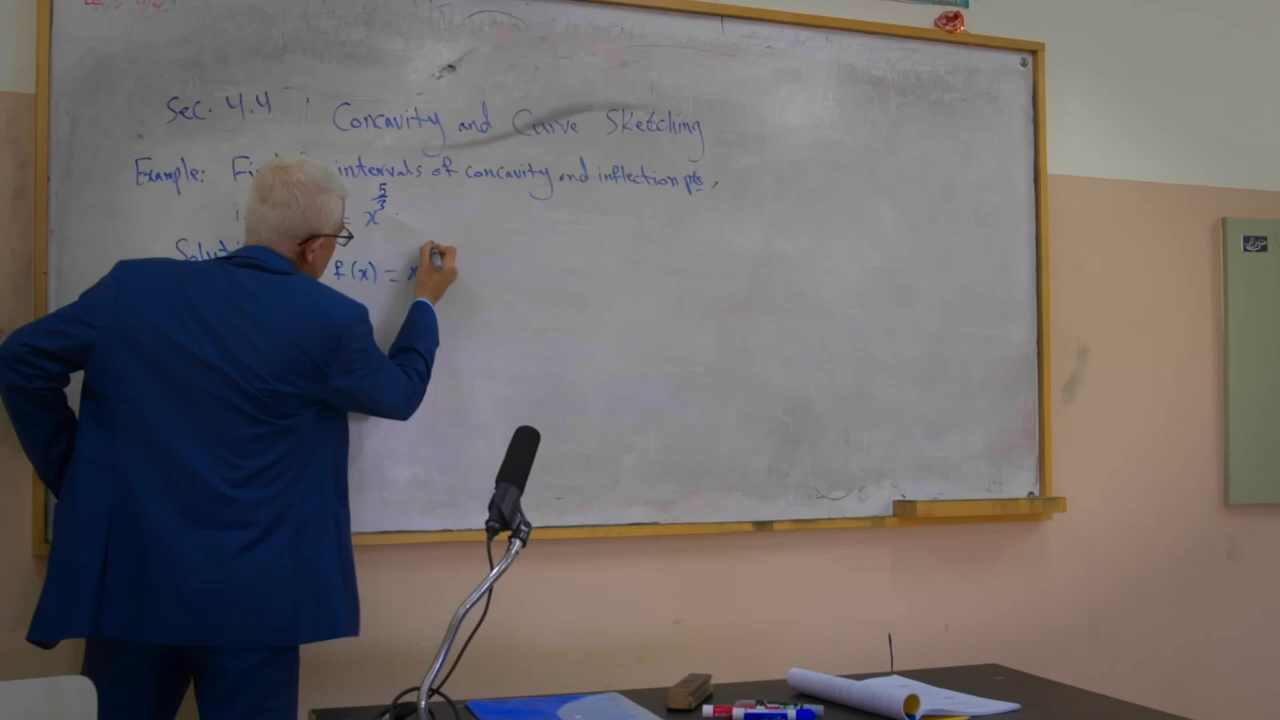 Sec. 4.4 Concavity and Curve Sketching
Example: intervals of concavity and inflection pts.
= x^{5/3}
f(x) = x